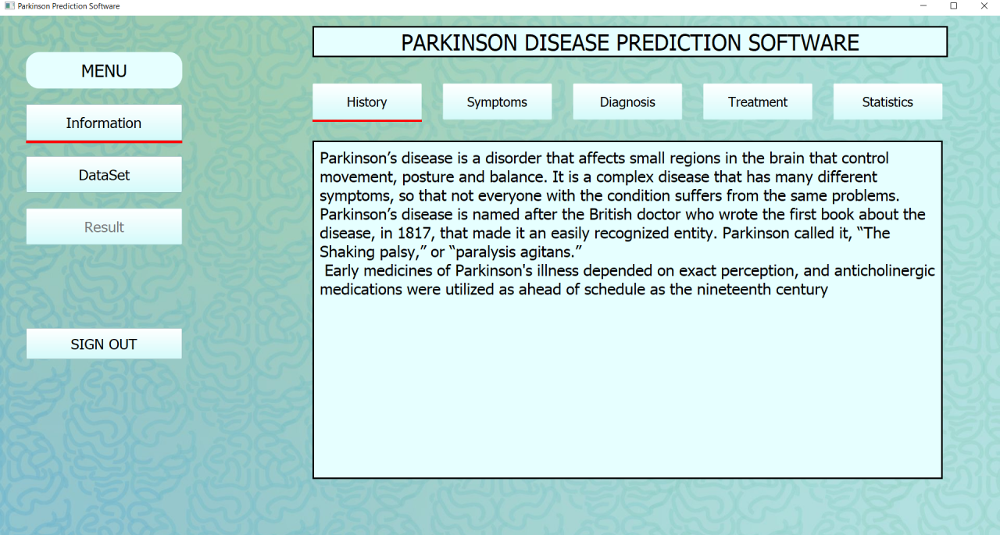 Parkinson Prediction Software
PARKINSON DISEASE PREDICTION SOFTWARE
MENU
Information
DataSet
Result
SIGN OUT
History
Symptoms
Diagnosis
Treatment
Statistics
Parkinson’s disease is a disorder that affects small regions in the brain that control
movement, posture and balance. It is a complex disease that has many different
symptoms, so that not everyone with the condition suffers from the same problems.
Parkinson’s disease is named after the British doctor who wrote the first book about the
disease, in 1817, that made it an easily recognized entity. Parkinson called it, “The
Shaking palsy,” or “paralysis agitans.”
Early medicines of Parkinson's illness depended on exact perception, and anticholinergic
medications were utilized as ahead of schedule as the nineteenth century